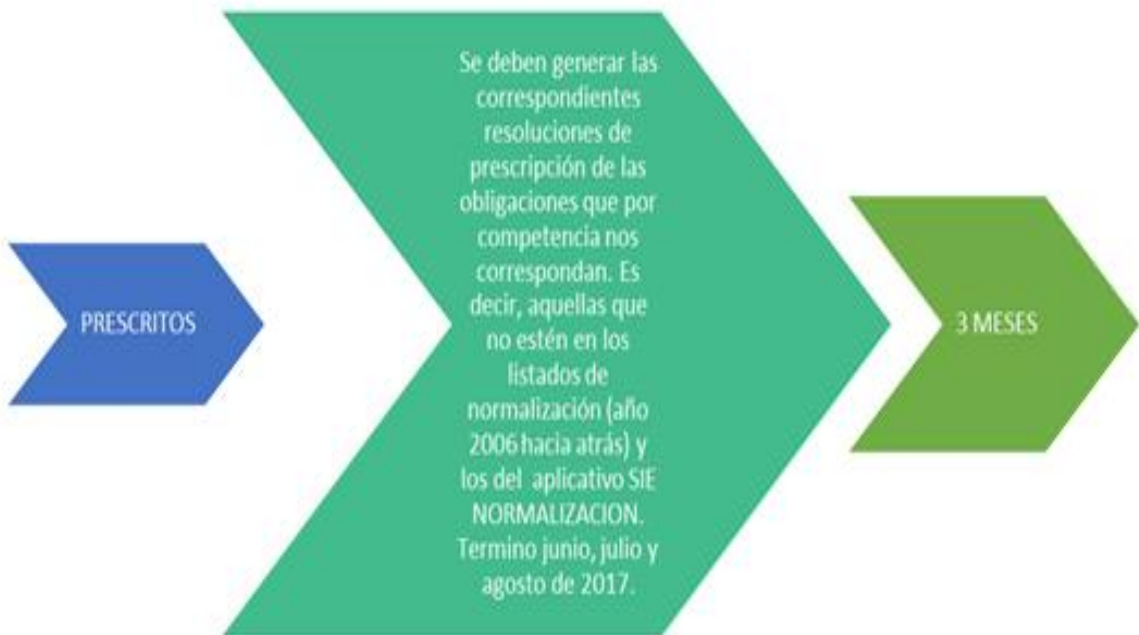 PRESCRITOS
Se deben generar las
correspondientes
resoluciones de
prescripción de las
obligaciones que por
competencia nos
correspondan. Es
decir, aquellas que
no estén en los
listados de
normalización (año
2006 hacia atrás) y
los del aplicativo SIE
NORMALIZACION.
Termino junio, julio y
agosto de 2017.
3 MESES